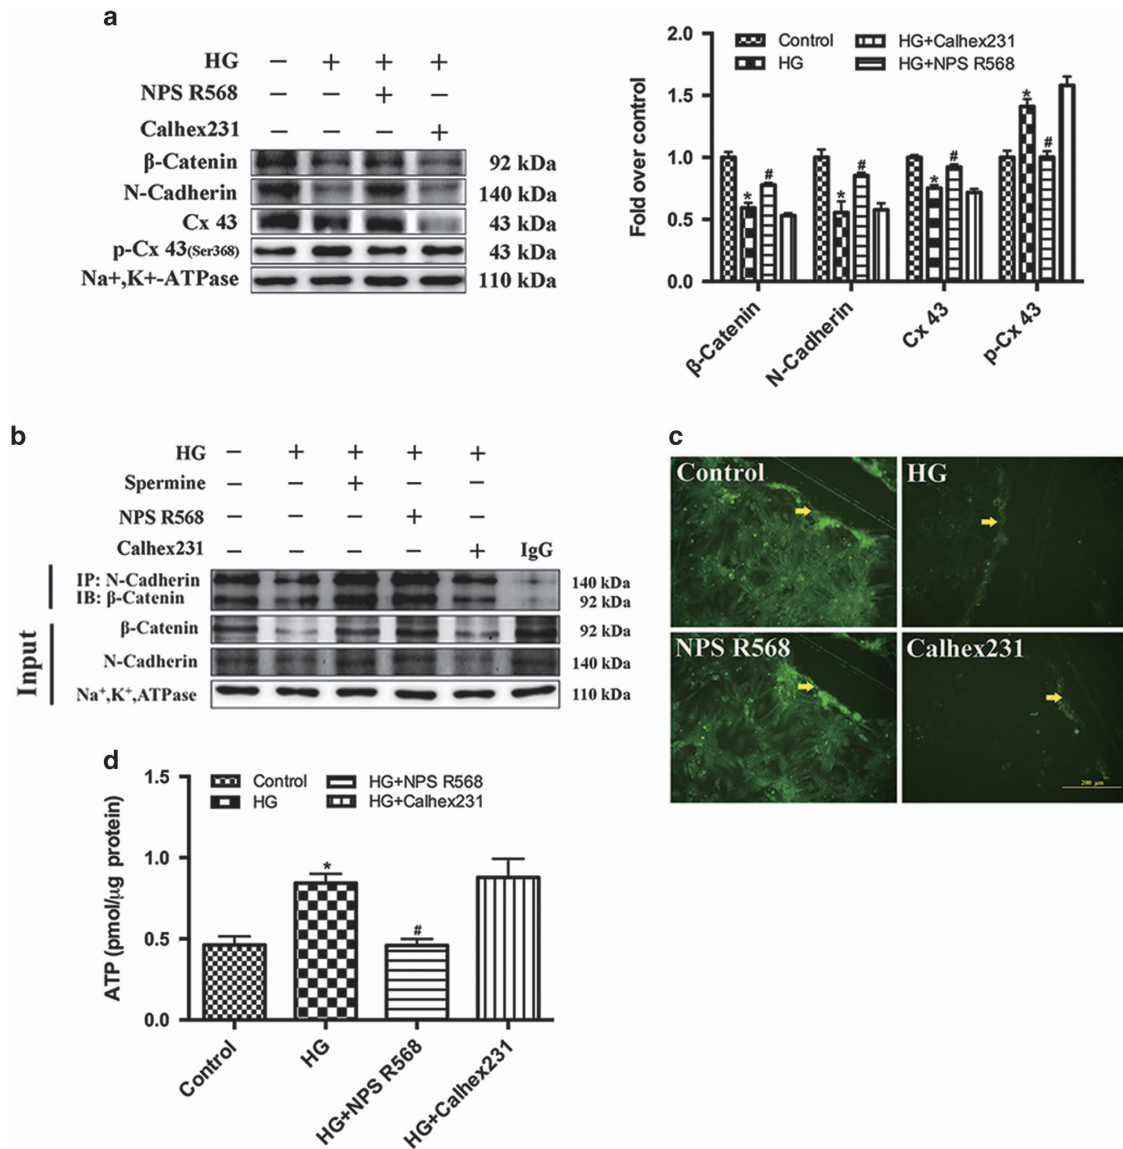 a
HG − + + +
NPS R568 − − + −
Calhex231 − − − +
β-Catenin 92 kDa
N-Cadherin 140 kDa
Cx 43 43 kDa
p-Cx 43(Ser368) 43 kDa
Na+,K+-ATPase 110 kDa
Control HG+Calhex231
HG HG+NPS R568
Fold over control
2.0
1.5
1.0
0.5
0.0
* # * # * # * #
β-Catenin N-Cadherin Cx 43 p-Cx 43
b
HG − + + + +
Spermine − − + − −
NPS R568 − − − + −
Calhex231 − − − − + IgG
IP: N-Cadherin 140 kDa
IB: β-Catenin 92 kDa
Input
β-Catenin 92 kDa
N-Cadherin 140 kDa
Na+,K+,ATPase 110 kDa
c
Control HG
NPS R568 Calhex231
200 μm
d
Control HG+NPS R568
HG HG+Calhex231
ATP (pmol/μg protein)
1.5
1.0
0.5
0.0
* #
Control HG HG+NPS R568 HG+Calhex231